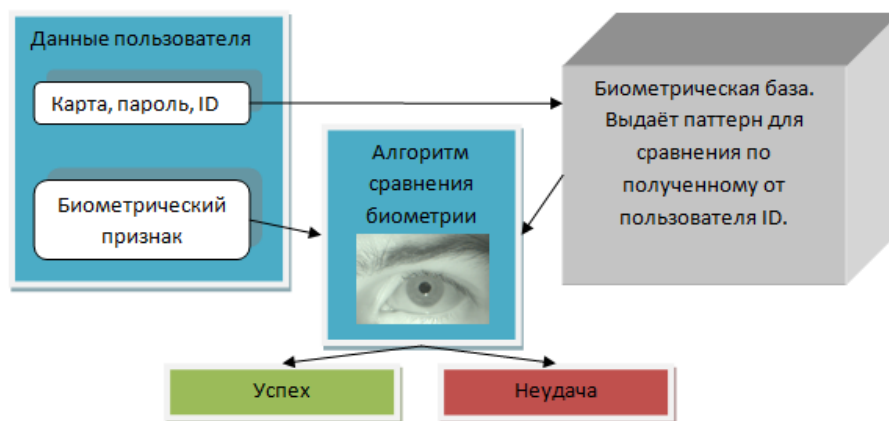 Данные пользователя
Карта, пароль, ID
Биометрический
признак
Алгоритм
сравнения
биометрии
Биометрическая база.
Выдаёт паттерн для
сравнения по
полученному от
пользователя ID.
Успех
Неудача